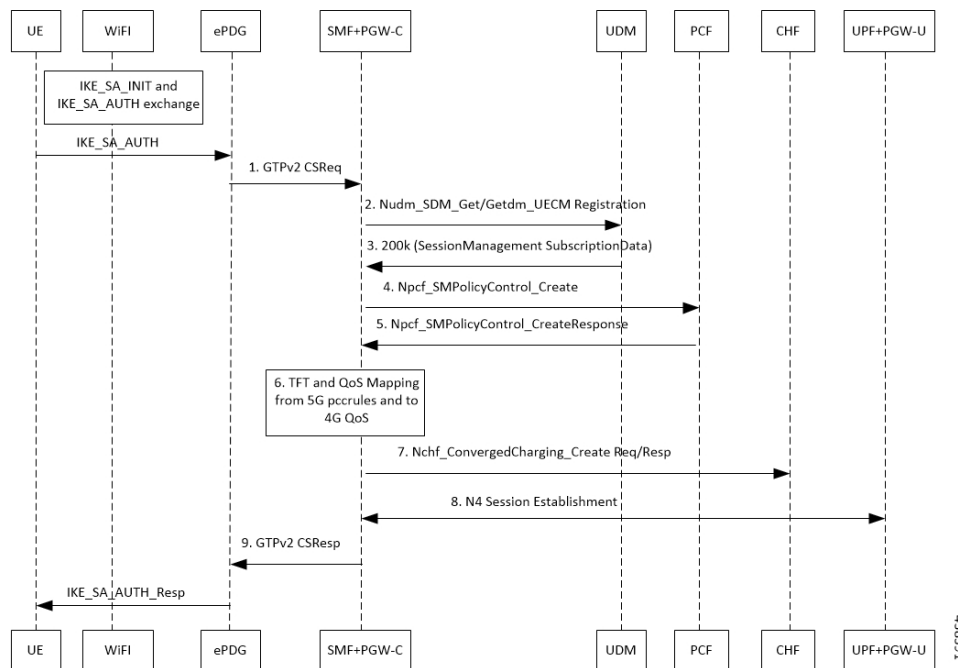 UE WiFI ePDG SMF+PGW-C UDM PCF CHF UPF+PGW-U
IKE_SA_INIT and
IKE_SA_AUTH exchange
IKE_SA_AUTH
1. GTPv2 CSReq
2. Nudm_SDM_Get/Getdm_UECM Registration
3. 200k (SessionManagement SubscriptionData)
4. Npcf_SMPolicyControl_Create
5. Npcf_SMPolicyControl_CreateResponse
6. TFT and QoS Mapping
from 5G pccrules and to
4G QoS
7. Nchf_ConvergedCharging_Create Req/Resp
8. N4 Session Establishment
9. GTPv2 CSResp
IKE_SA_AUTH_Resp
UE WiFI ePDG SMF+PGW-C UDM PCF CHF UPF+PGW-U